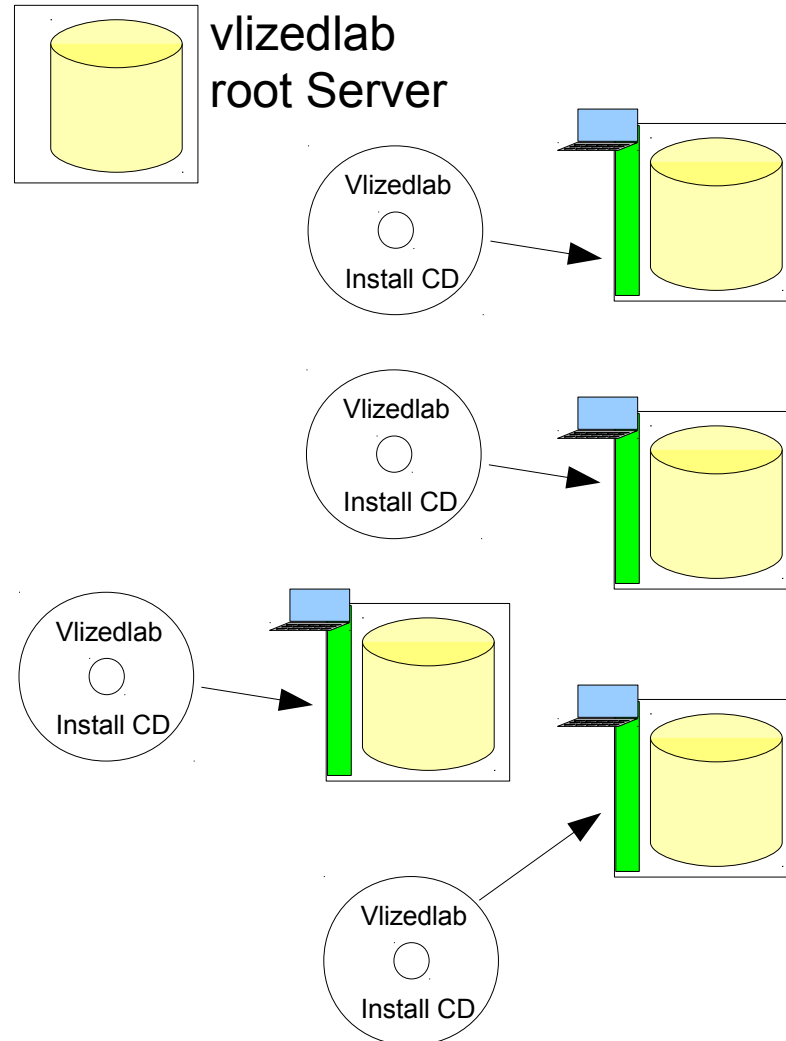 vlizedlab
root Server
Vlizedlab
Install CD
Vlizedlab
Install CD
Vlizedlab
Install CD
Vlizedlab
Install CD